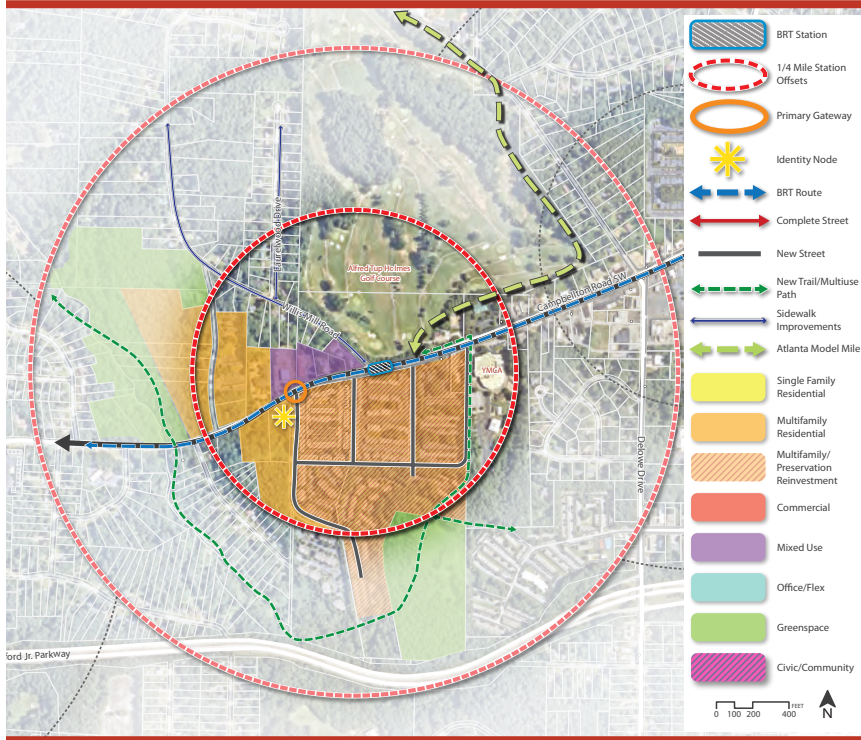 BRT Station
1/4 Mile Station
Offsets
Primary Gateway
Identity Node
BRT Route
Complete Street
New Street
New Trail/Multiuse
Path
Sidewalk
Improvements
Atlanta Model Mile
Single Family
Residential
Multifamily
Residential
Multifamily/
Preservation
Reinvestment
Commercial
Mixed Use
Office/Flex
Greenspace
Civic/Community
0 100 200 400 FEET
N
Laurelwood Drive
Alfred Tup Holmes
Golf Course
Willis Mill Road
Campbellton Road SW
YMCA
Delowe Drive
ford Jr. Parkway